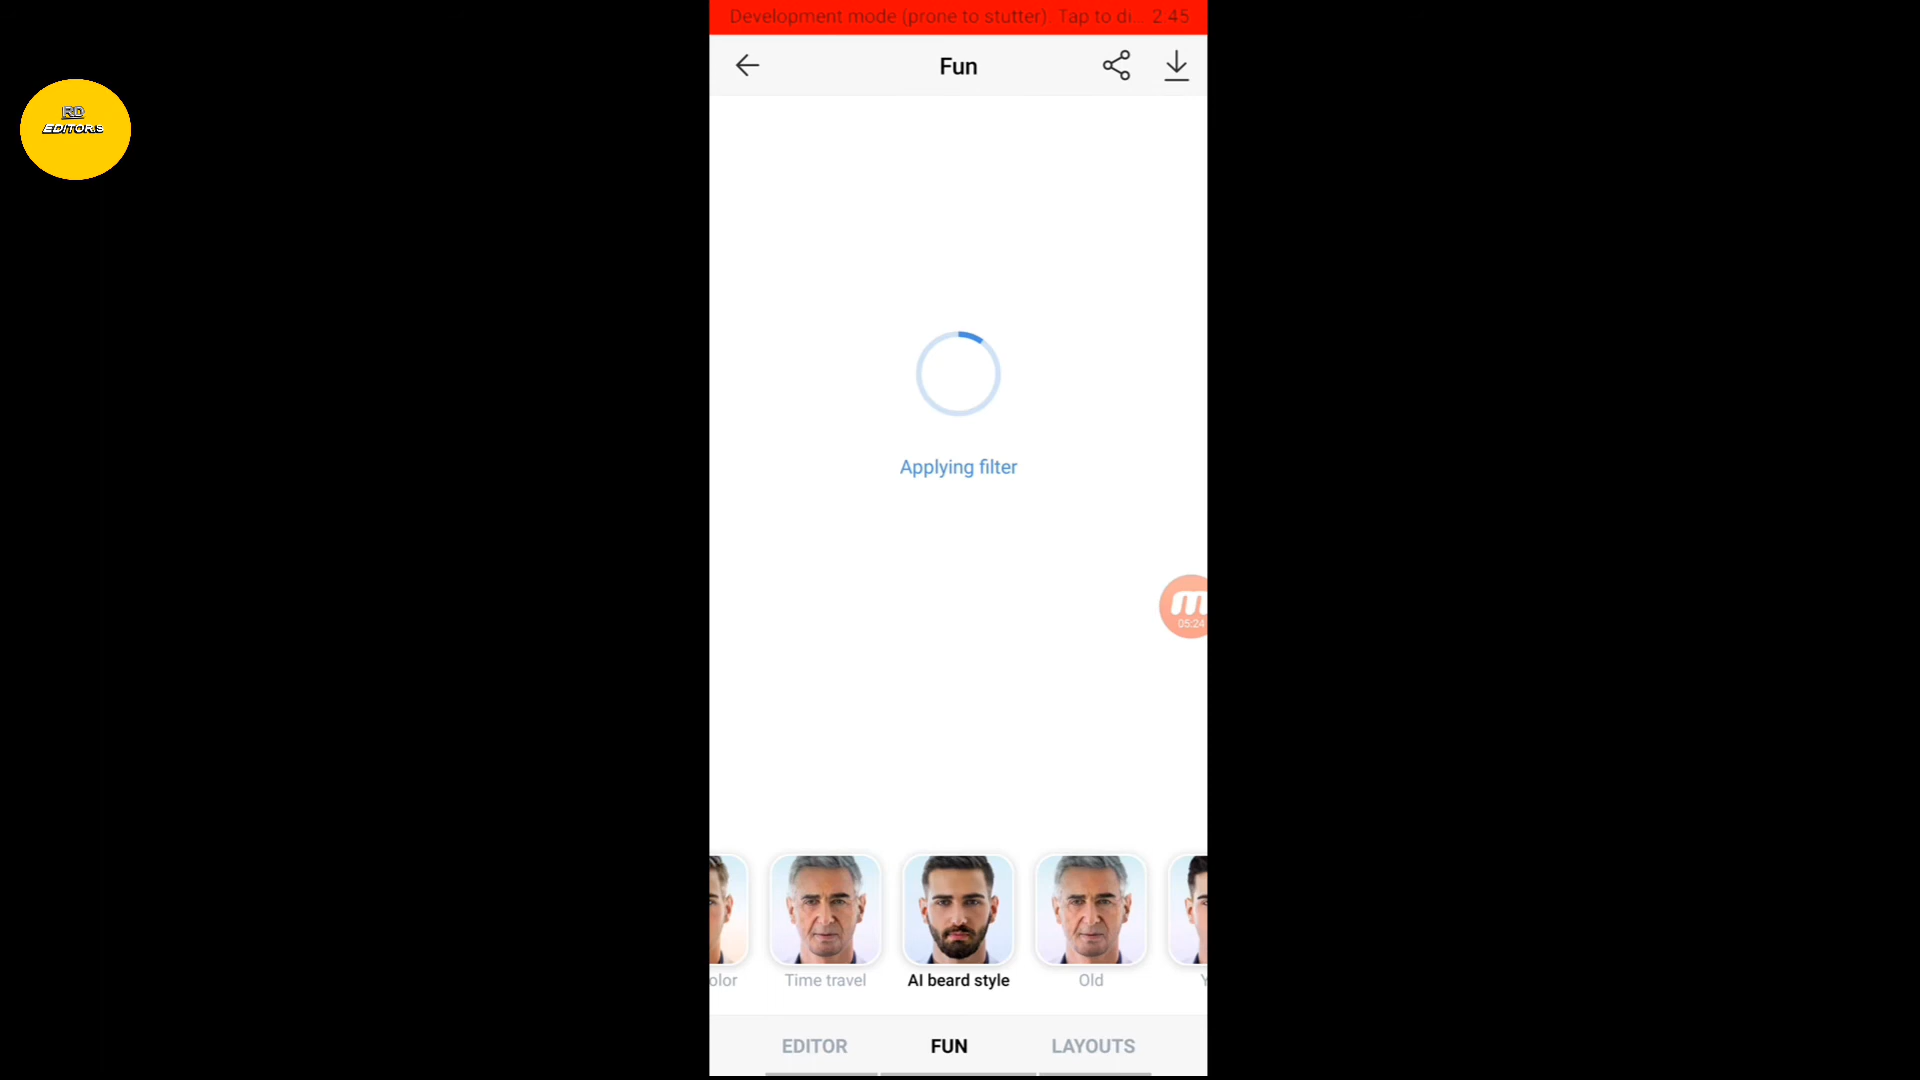 Development mode (prone to stutter). Tap to di... 2.45
Fun
RD
EDITOR.S
Applying filter
05:24
olor
Time travel
AI beard style
Old
Y
EDITOR
FUN
LAYOUTS